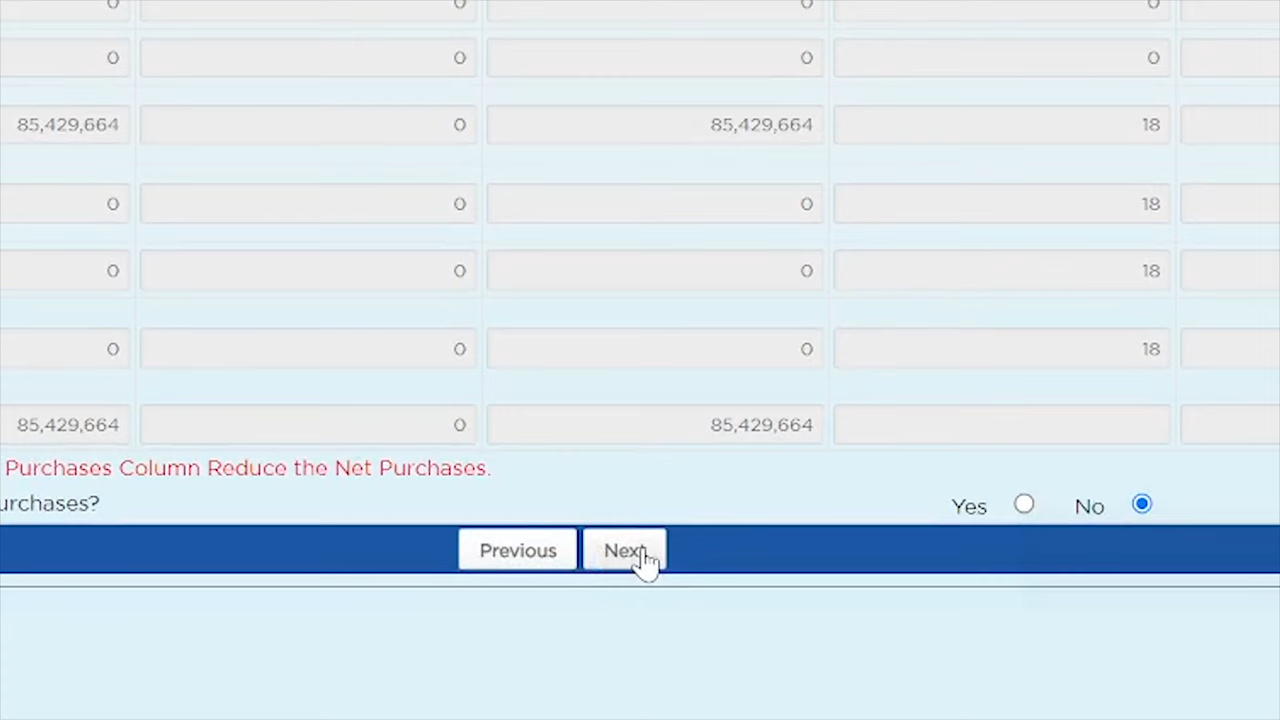 0 0 0 0
0 0 0 0
85,429,664 0 85,429,664 18
0 0 0 18
0 0 0 18
0 0 0 18
85,429,664 0 85,429,664
Purchases Column Reduce the Net Purchases.
urchases? Yes No
Previous Next